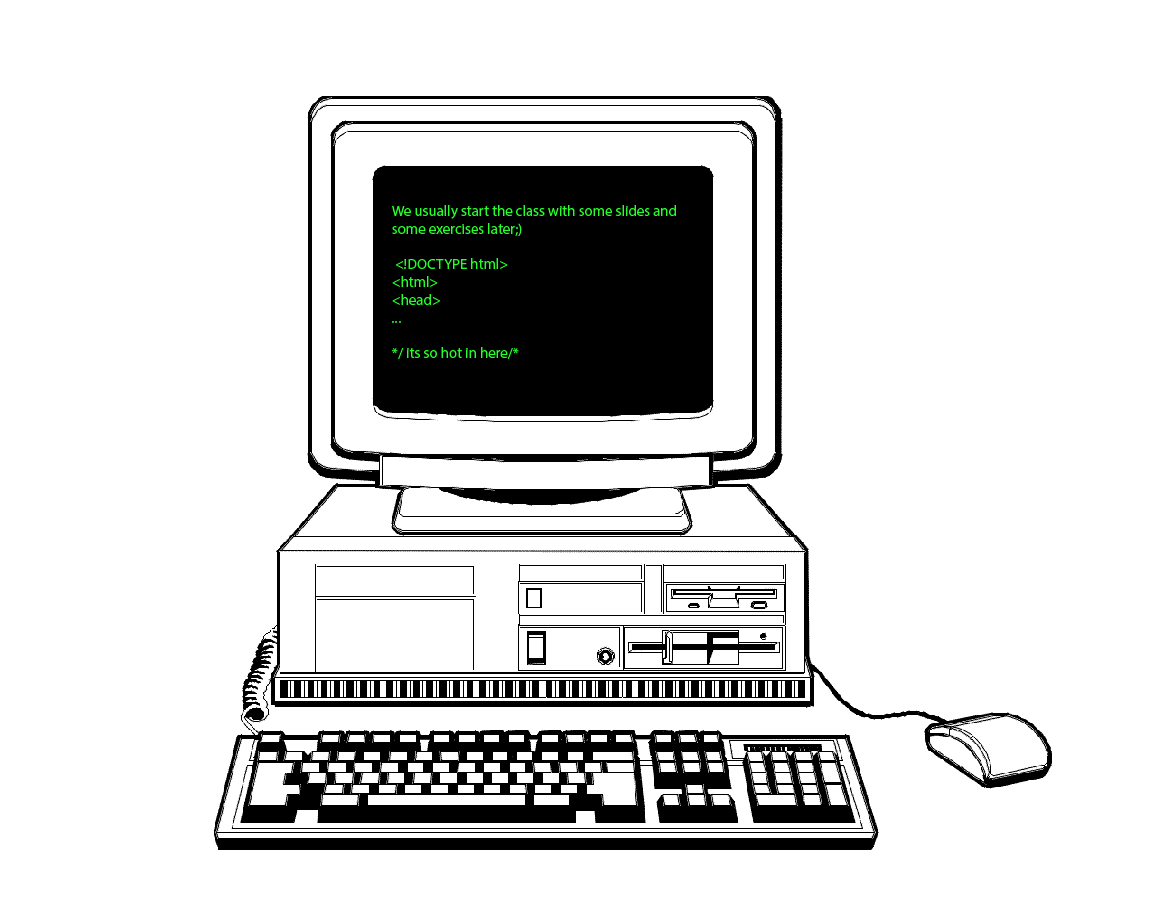 We usually start the class with some slides and
some exercises later;)
<!DOCTYPE html>
<html>
<head>
...
*/ its so hot in here/*